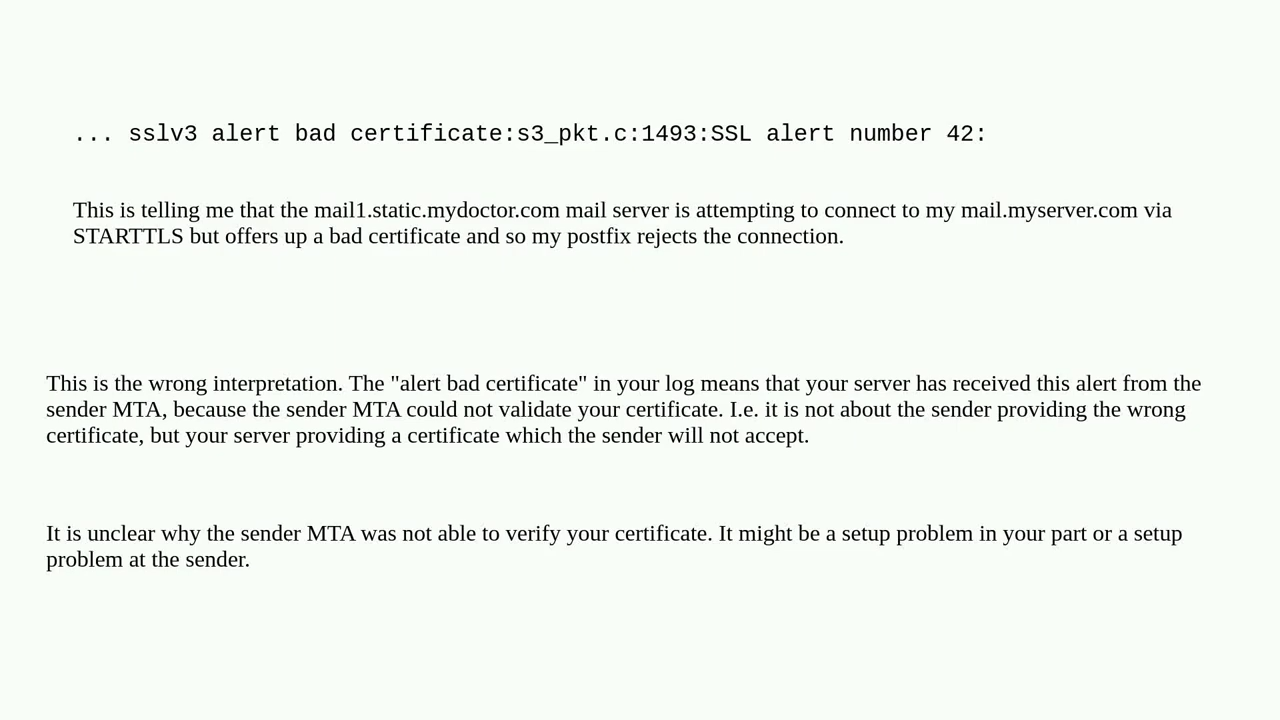 ... sslv3 alert bad certificate:s3_pkt.c:1493:SSL alert number 42:
This is telling me that the mail1.static.mydoctor.com mail server is attempting to connect to my mail.myserver.com via
STARTTLS but offers up a bad certificate and so my postfix rejects the connection.
This is the wrong interpretation. The "alert bad certificate" in your log means that your server has received this alert from the
sender MTA, because the sender MTA could not validate your certificate. I.e. it is not about the sender providing the wrong
certificate, but your server providing a certificate which the sender will not accept.
It is unclear why the sender MTA was not able to verify your certificate. It might be a setup problem in your part or a setup
problem at the sender.